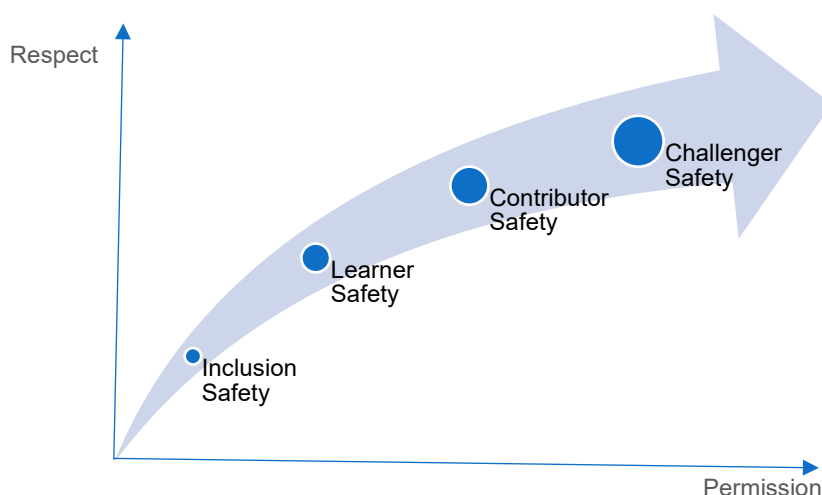 Respect
Challenger
Safety
Contributor
Safety
Learner
Safety
Inclusion
Safety
Permission